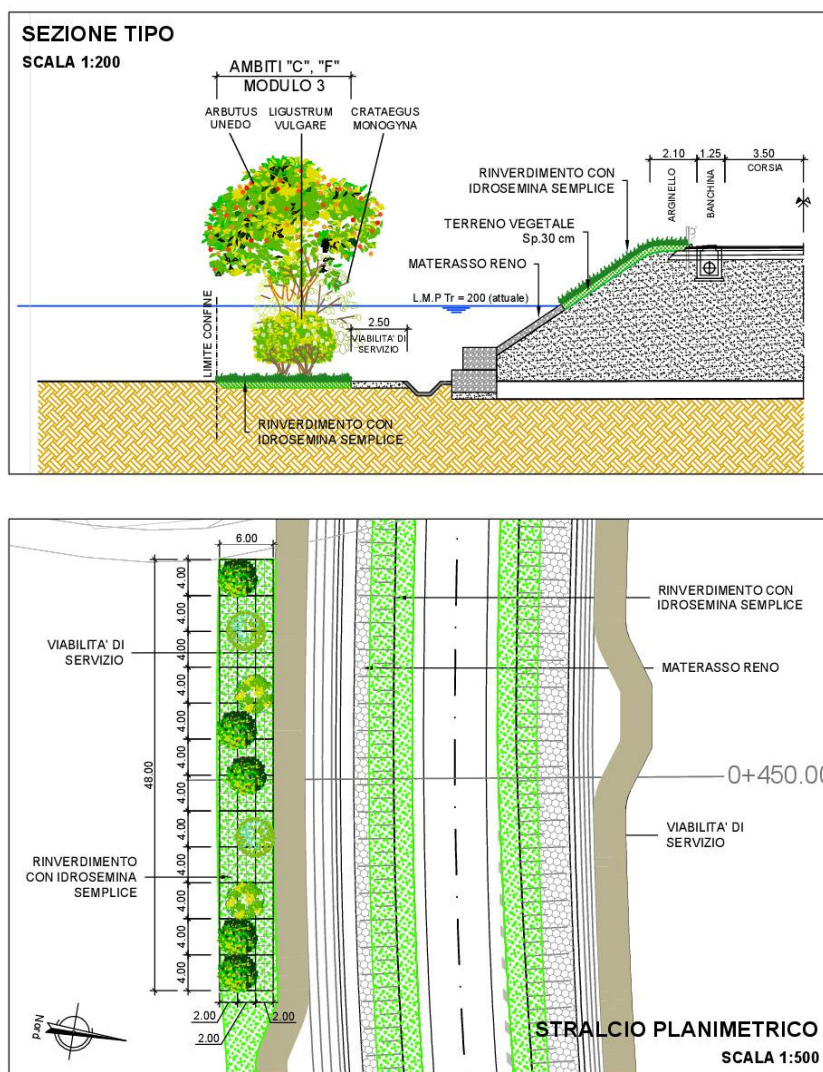 SEZIONE TIPO
SCALA 1:200
AMBITI "C", "F"
MODULO 3
ARBUTUS
UNEDO
LIGUSTRUM
VULGARE
CRATAEGUS
MONOGYNA
RINVERDIMENTO CON
IDROSEMINA SEMPLICE
2.10
1.25
3.50
CORSIA
ARGINELLO
BANCHINA
TERRENO VEGETALE
Sp.30 cm
MATERASSO RENO
L.M.P Tr = 200 (attuale)
2.50
VIABILITA' DI
SERVIZIO
LIMITE CONFINE
RINVERDIMENTO CON
IDROSEMINA SEMPLICE
6.00
4.00
4.00
4.00
4.00
4.00
4.00
4.00
4.00
4.00
4.00
4.00
4.00
48.00
VIABILITA' DI
SERVIZIO
RINVERDIMENTO
CON IDROSEMINA
SEMPLICE
RINVERDIMENTO CON
IDROSEMINA SEMPLICE
MATERASSO RENO
0+450.00
VIABILITA' DI
SERVIZIO
2.00
2.00
2.00
Nord
STRALCIO PLANIMETRICO
SCALA 1:500